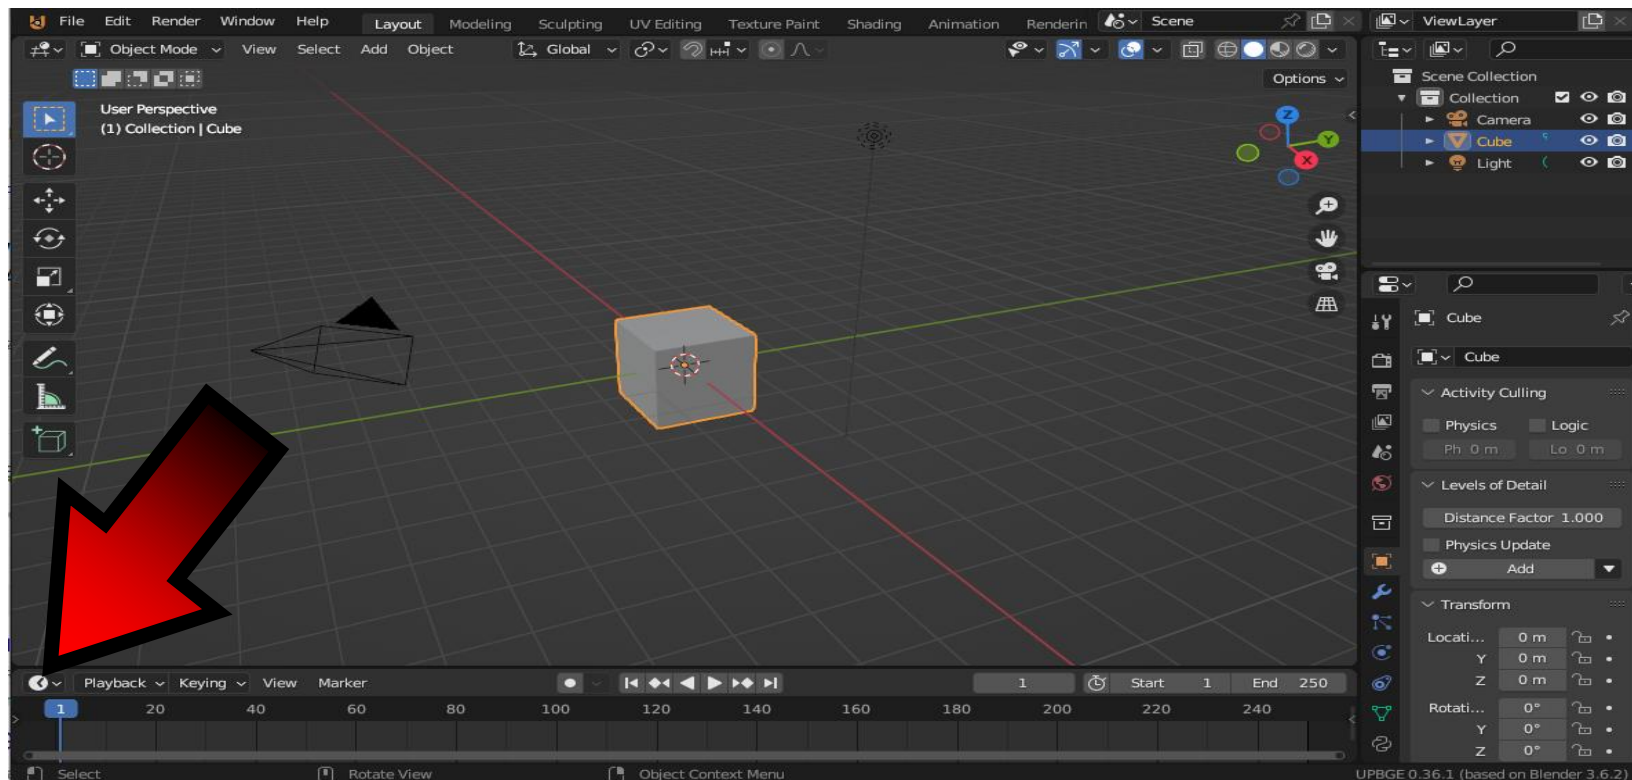 File Edit Render Window Help Layout Modeling Sculpting UV Editing Texture Paint Shading Animation Renderin Scene ViewLayer
Object Mode View Select Add Object Global
Options
User Perspective
(1) Collection | Cube
Z
Y
X
Scene Collection
Collection
Camera
Cube
Light
Cube
Cube
Activity Culling
Physics Logic
Ph 0 m Lo 0 m
Levels of Detail
Distance Factor 1.000
Physics Update
Add
Transform
Locati... 0 m
Y 0 m
Z 0 m
Rotati... 0°
Y 0°
Z 0°
Playback Keying View Marker 1 Start 1 End 250
1 20 40 60 80 100 120 140 160 180 200 220 240
Select Rotate View Object Context Menu UPBGE 0.36.1 (based on Blender 3.6.2)